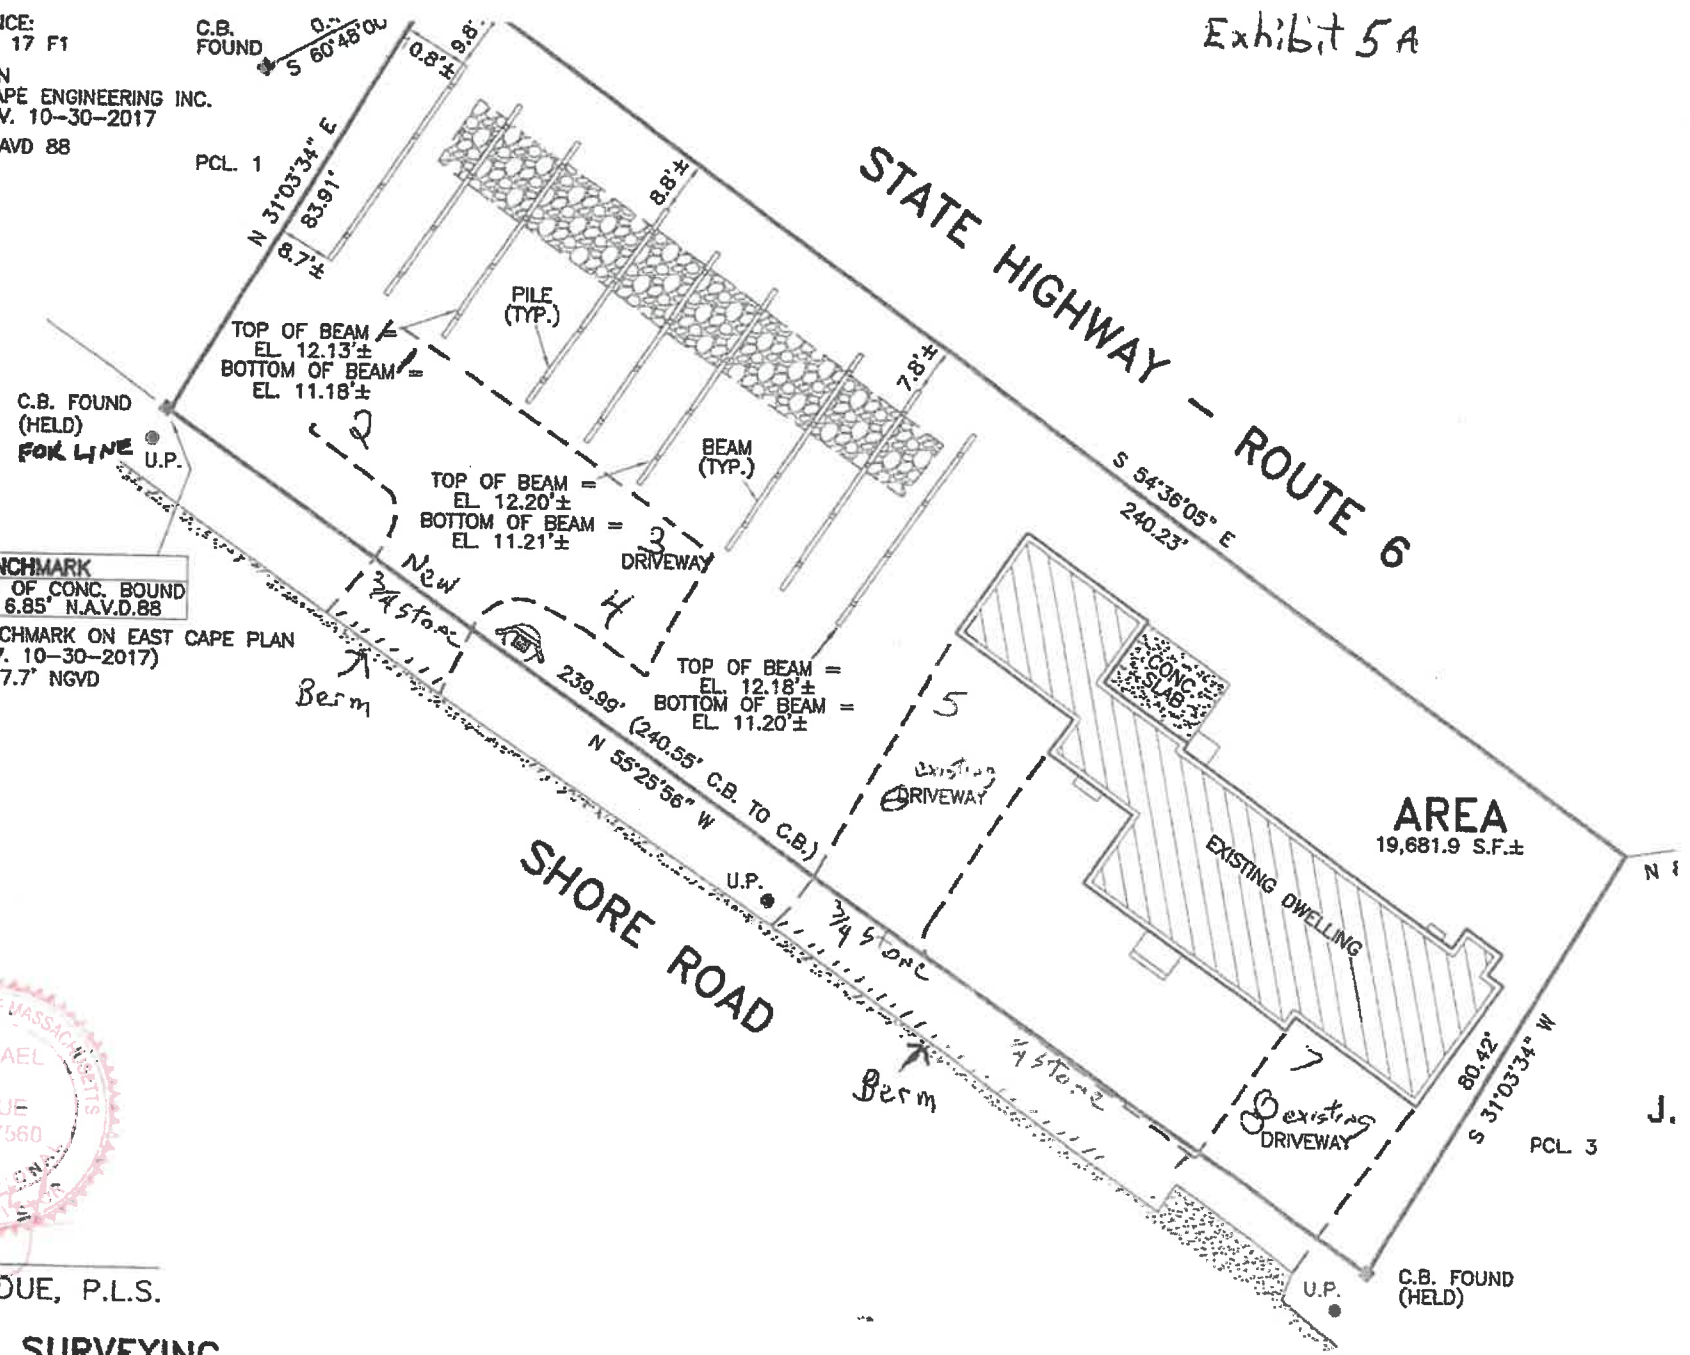 Exhibit 5A
17 F1
APE ENGINEERING INC.
V. 10-30-2017
AVD 88
C.B.
FOUND
S 60°48'00"
PCL. 1
N 31°03'34" E
83.91'
0.8'±
9.8'
8.7'±
8.8'±
7.8'±
STATE HIGHWAY - ROUTE 6
S 54°36'05" E
240.23'
PILE
(TYP.)
TOP OF BEAM =
EL. 12.13'±
BOTTOM OF BEAM =
EL. 11.18'±
2
C.B. FOUND
(HELD)
FOR LINE
U.P.
BEAM
(TYP.)
TOP OF BEAM =
EL. 12.20'±
BOTTOM OF BEAM =
EL. 11.21'±
3
DRIVEWAY
4
New
3/4 stone
NCHMARK
OF CONC. BOUND
6.85' N.A.V.D.88
CHMARK ON EAST CAPE PLAN
10-30-2017)
7.7' NGVD
Berm
TOP OF BEAM =
EL. 12.18'±
BOTTOM OF BEAM =
EL. 11.20'±
239.99' (240.55' C.B. TO C.B.)
N 55°25'56" W
CONC.
SLAB
5
existing
6
DRIVEWAY
AREA
19,681.9 S.F.±
EXISTING DWELLING
SHORE ROAD
U.P.
3/4 stone
Berm
1/4 stone
7
8 existing
DRIVEWAY
80.42'
S 31°03'34" W
PCL. 3
J.
C.B. FOUND
(HELD)
U.P.
MASSACHUSETTS
AEL
UE
7560
OUE, P.L.S.
SURVEYING